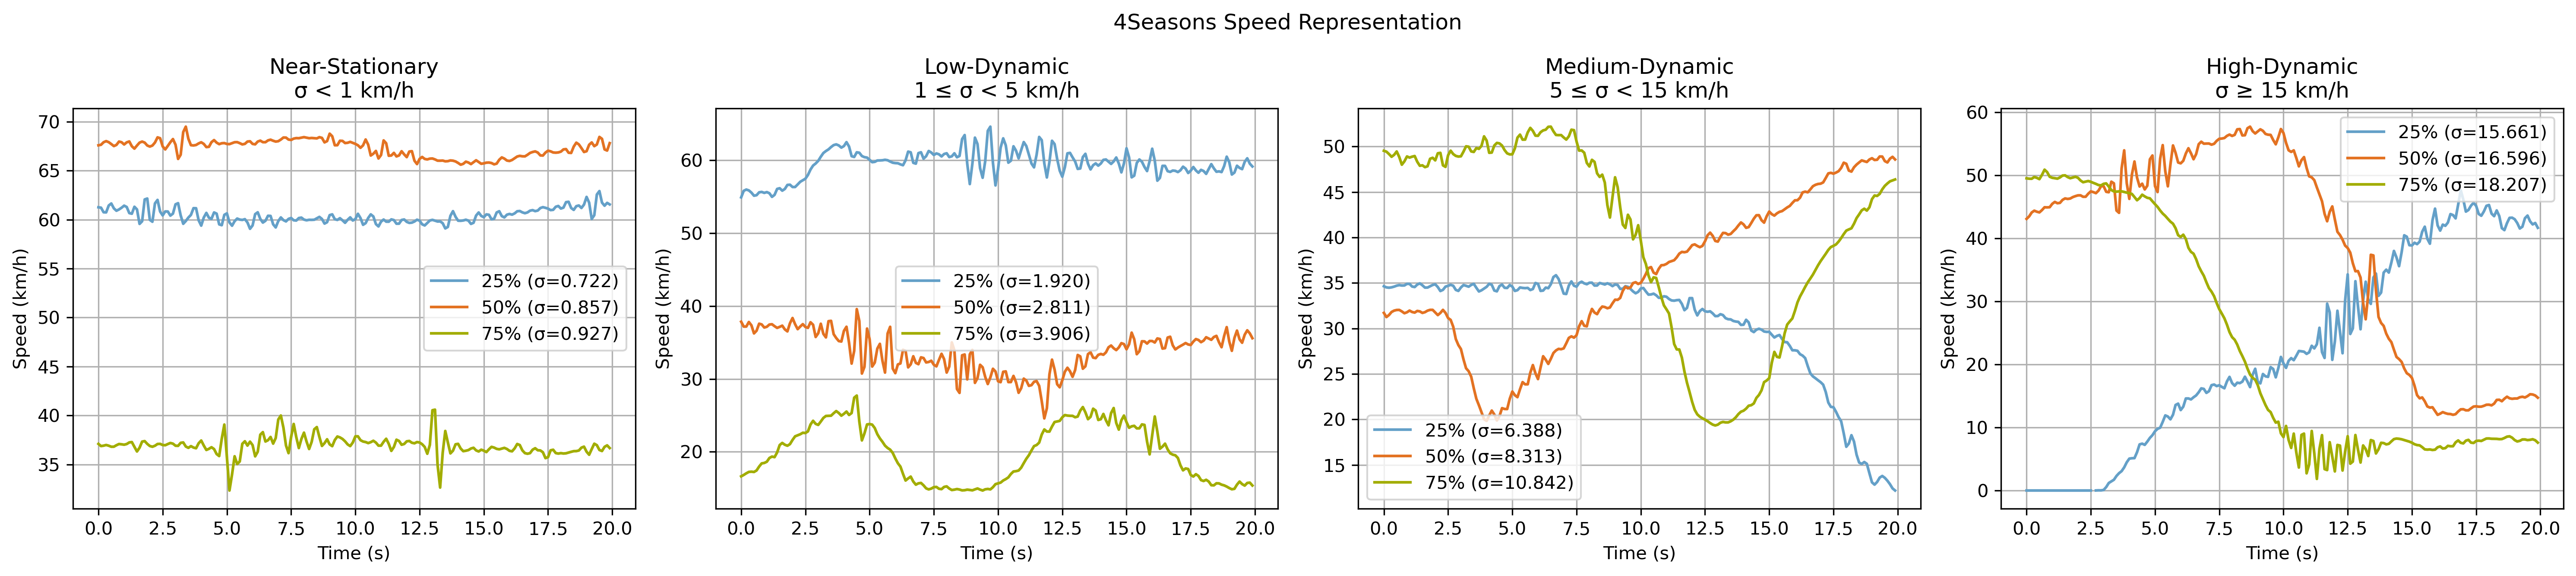 4Seasons Speed Representation
Near-Stationary
σ < 1 km/h
Speed (km/h)
70
65
60
55
50
45
40
35
25% (σ=0.722)
50% (σ=0.857)
75% (σ=0.927)
0.0 2.5 5.0 7.5 10.0 12.5 15.0 17.5 20.0
Time (s)
Low-Dynamic
1 ≤ σ < 5 km/h
Speed (km/h)
60
50
40
30
20
25% (σ=1.920)
50% (σ=2.811)
75% (σ=3.906)
0.0 2.5 5.0 7.5 10.0 12.5 15.0 17.5 20.0
Time (s)
Medium-Dynamic
5 ≤ σ < 15 km/h
Speed (km/h)
50
45
40
35
30
25
20
15
25% (σ=6.388)
50% (σ=8.313)
75% (σ=10.842)
0.0 2.5 5.0 7.5 10.0 12.5 15.0 17.5 20.0
Time (s)
High-Dynamic
σ ≥ 15 km/h
Speed (km/h)
60
50
40
30
20
10
0
25% (σ=15.661)
50% (σ=16.596)
75% (σ=18.207)
0.0 2.5 5.0 7.5 10.0 12.5 15.0 17.5 20.0
Time (s)